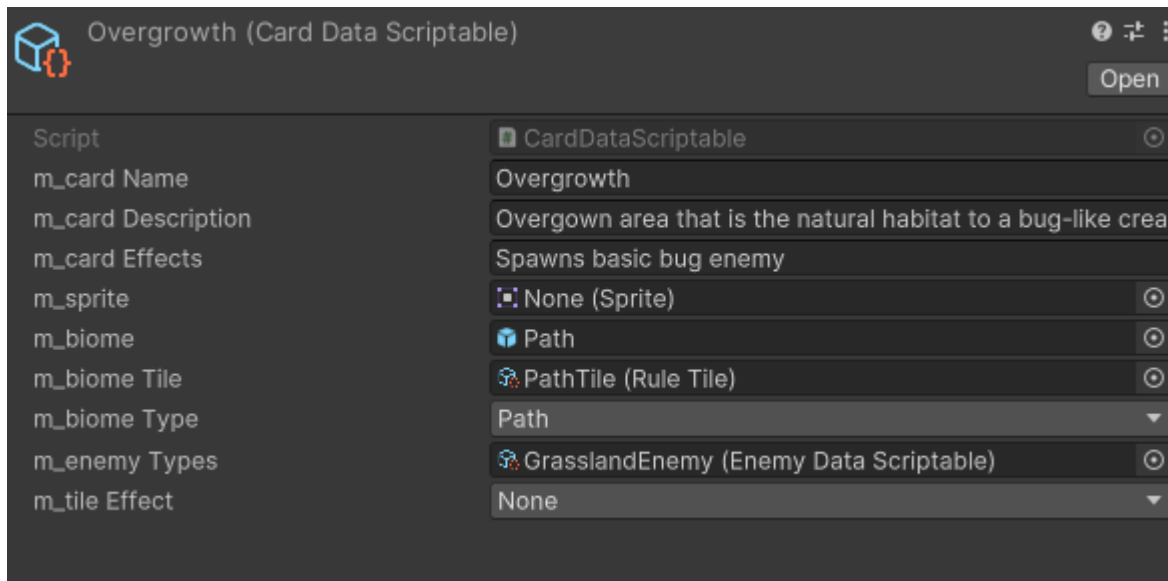 Overgrowth (Card Data Scriptable)
Open
Script CardDataScriptable
m_card Name Overgrowth
m_card Description Overgown area that is the natural habitat to a bug-like crea
m_card Effects Spawns basic bug enemy
m_sprite None (Sprite)
m_biome Path
m_biome Tile PathTile (Rule Tile)
m_biome Type Path
m_enemy Types GrasslandEnemy (Enemy Data Scriptable)
m_tile Effect None